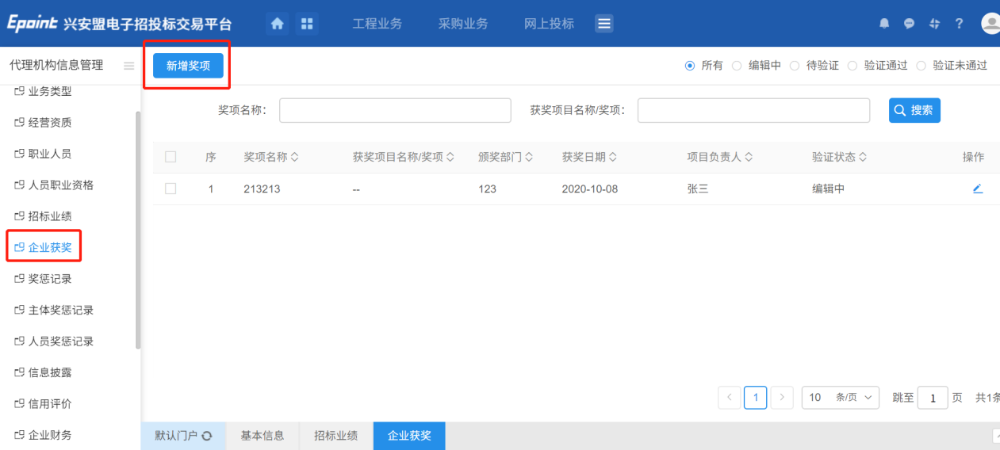 Epoint 兴安盟电子招投标交易平台 工程业务 采购业务 网上投标 ?
代理机构信息管理 新增奖项 所有 编辑中 待验证 验证通过 验证未通过
业务类型
奖项名称: 获奖项目名称/奖项: 搜索
经营资质
职业人员
序 奖项名称 获奖项目名称/奖项 颁奖部门 获奖日期 项目负责人 验证状态 操作
人员职业资格
1 213213 -- 123 2020-10-08 张三 编辑中
招标业绩
企业获奖
奖惩记录
主体奖惩记录
人员奖惩记录
信息披露
信用评价
< 1 > 10 条/页 跳至 1 页 共1条
企业财务
默认门户 基本信息 招标业绩 企业获奖